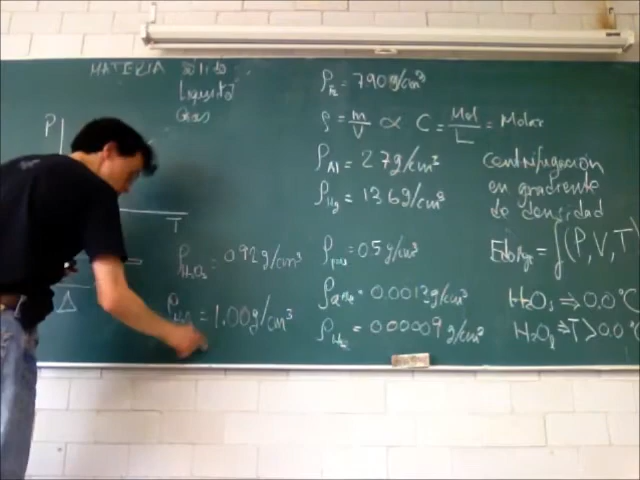 MATERIA Sólido
Líquido
Gas
P
T
Δ
ρH₂O₍s₎ = 0.92 g/cm³
= 1.00 g/cm³
ρFe = 7.90 g/cm³
ρ = m/V ∝ C = Mol/L = Molar
ρAl = 2.7 g/cm³
ρHg = 13.6 g/cm³
= 0.5 g/cm³
ρaire = 0.0012 g/cm³
ρH₂ = 0.00009 g/cm³
Centrifugación
en gradiente
de densidad
= ∫(P, V, T)
H₂Os ⇒ 0.0°C
⇒ T > 0.0°C